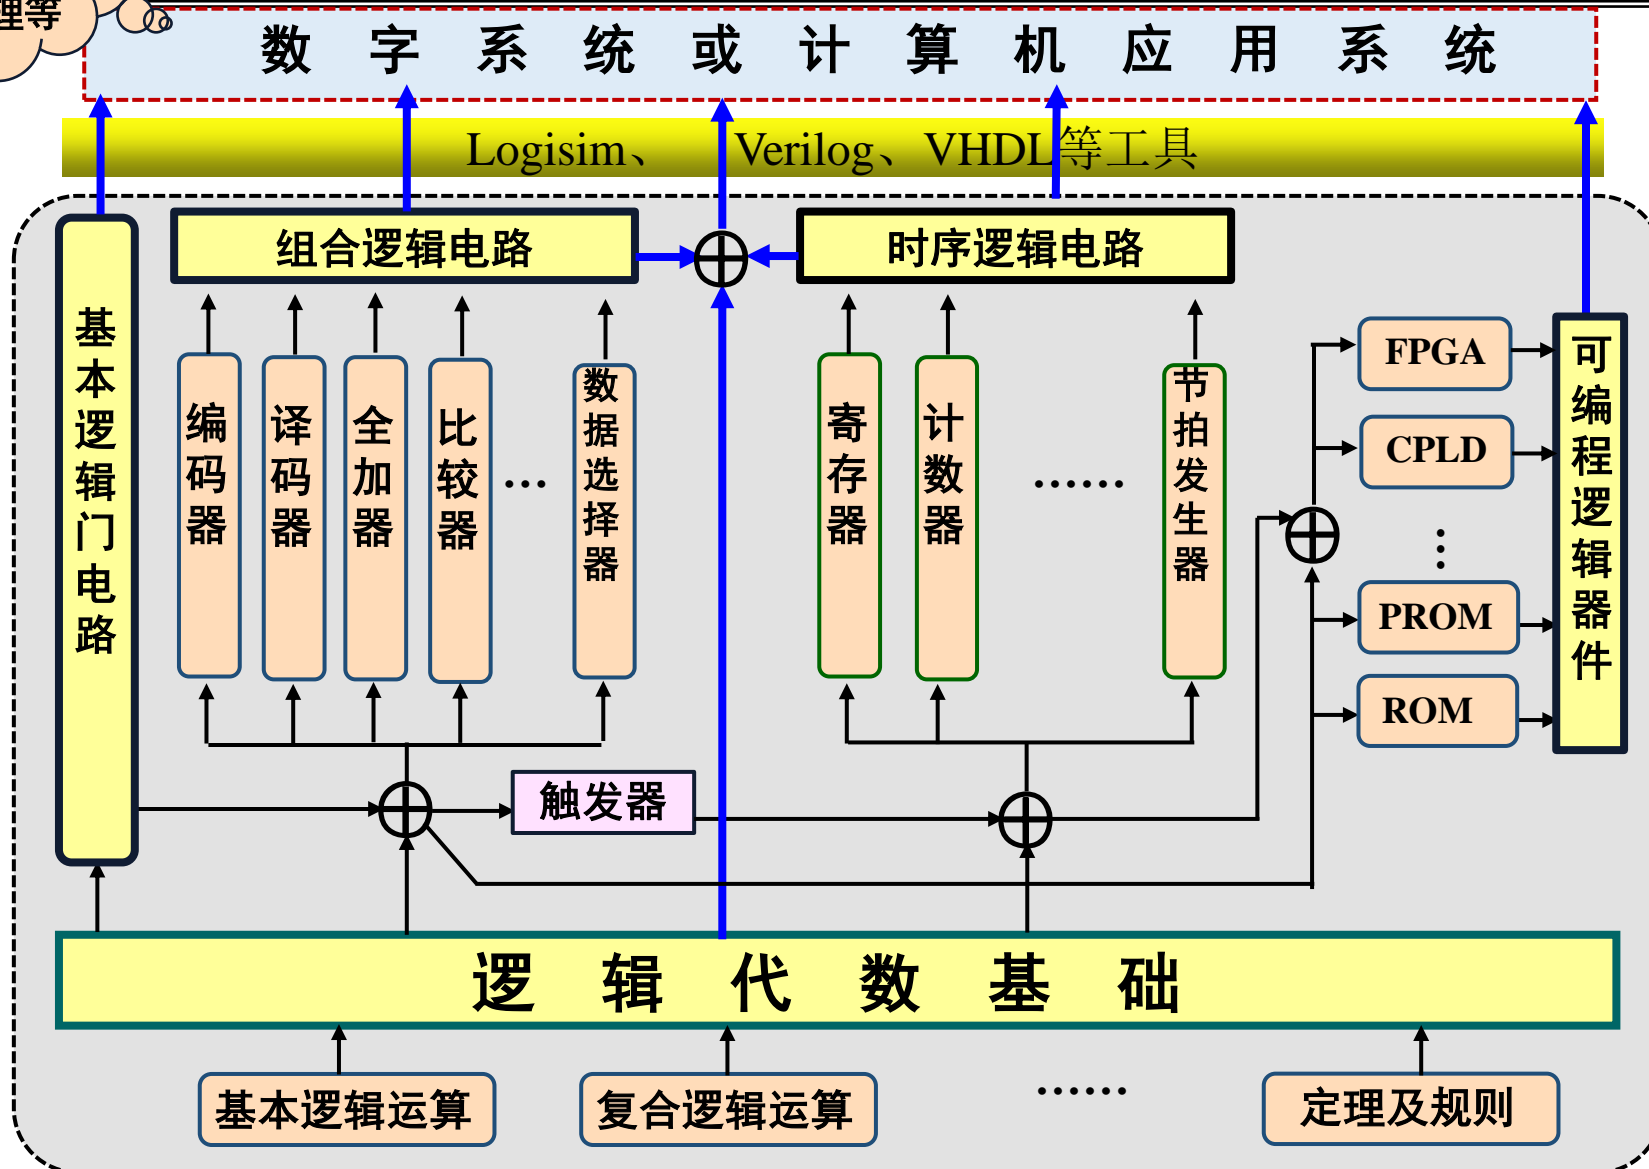 理等
数字系统或计算机应用系统
Logisim、 Verilog、VHDL等工具
组合逻辑电路
时序逻辑电路
基本逻辑门电路
编码器
译码器
全加器
比较器
…
数据选择器
寄存器
计数器
……
节拍发生器
FPGA
CPLD
…
PROM
ROM
可编程逻辑器件
触发器
逻辑代数基础
基本逻辑运算
复合逻辑运算
……
定理及规则